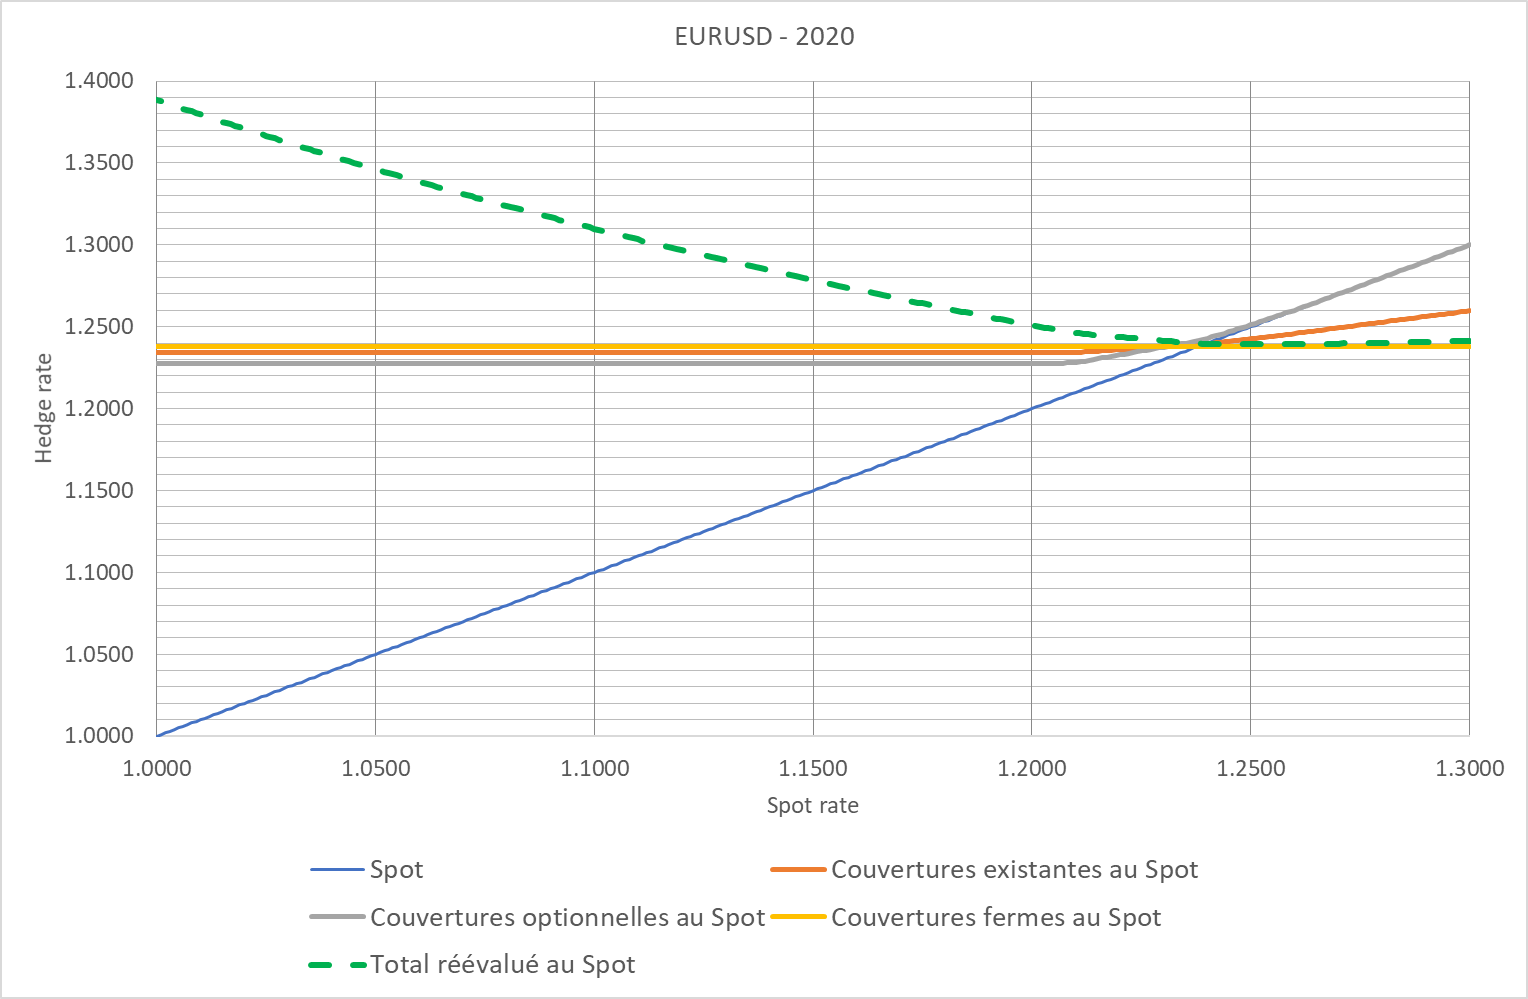 EURUSD - 2020
1.4000
1.3500
1.3000
1.2500
1.2000
1.1500
1.1000
1.0500
1.0000
Hedge rate
1.0000 1.0500 1.1000 1.1500 1.2000 1.2500 1.3000
Spot rate
Spot
Couvertures existantes au Spot
Couvertures optionnelles au Spot
Couvertures fermes au Spot
Total réévalué au Spot